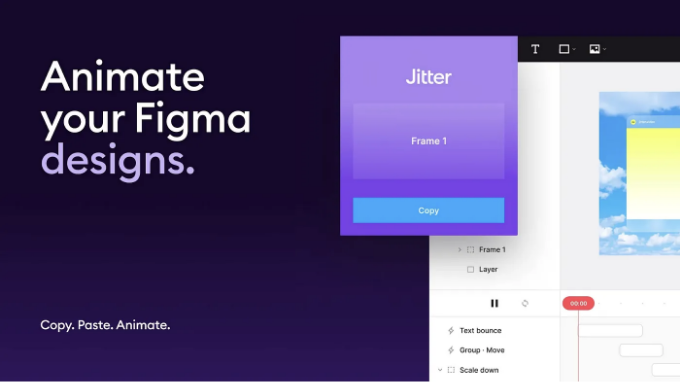 Animate
your Figma
designs.
Copy. Paste. Animate.
Jitter
Frame 1
Copy
T
Frame 1
Layer
00:00
Text bounce
Group · Move
Scale down